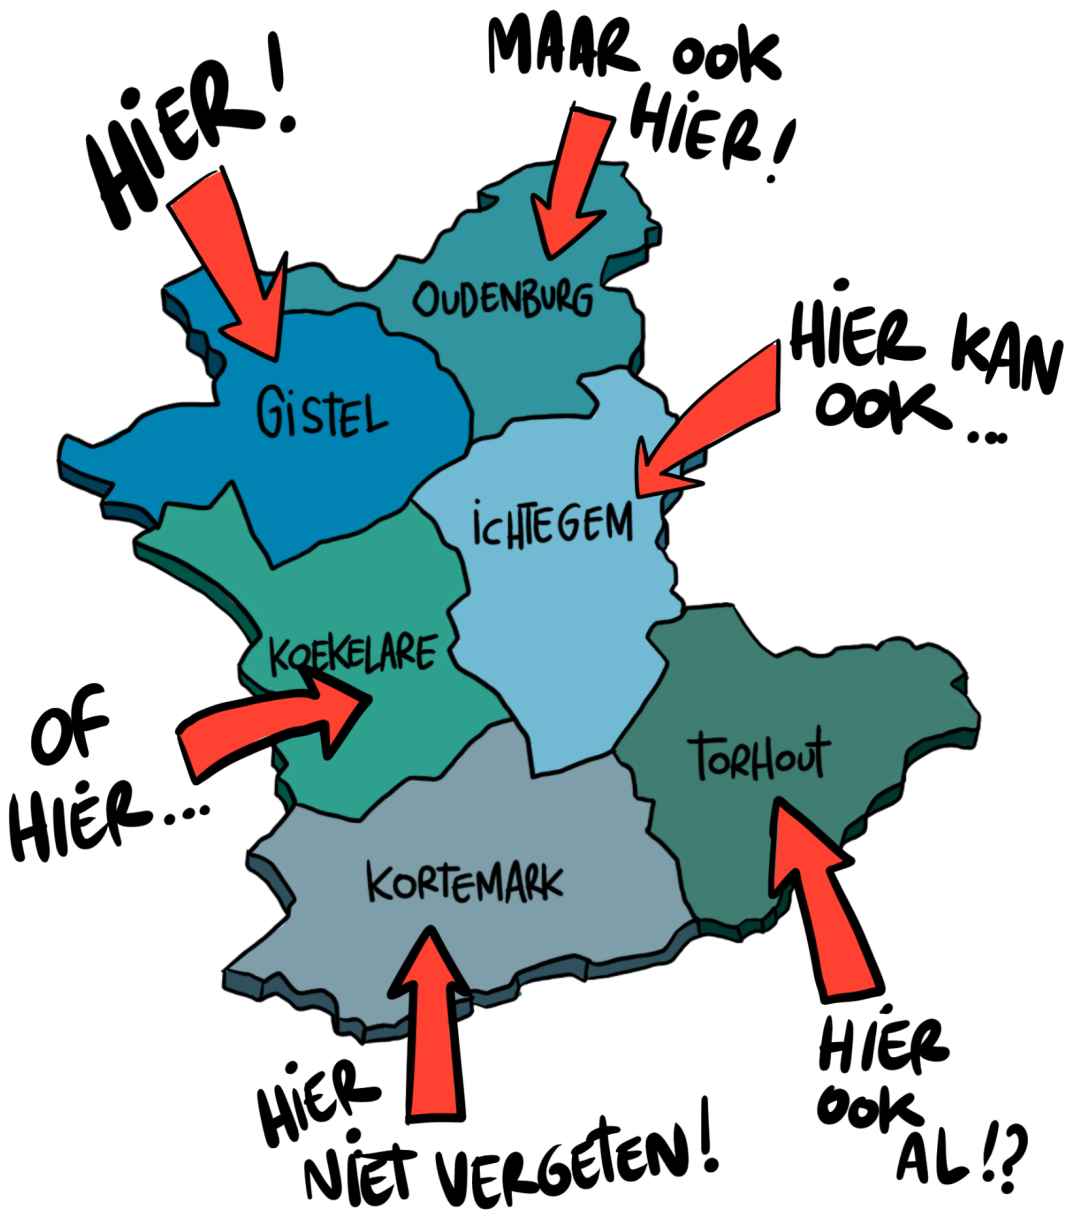 HIER!
MAAR OOK
HIER!
OUDENBURG
HIER KAN
OOK...
GISTEL
ICHTEGEM
KOEKELARE
OF
HIER...
TORHOUT
KORTEMARK
HIER
OOK
AL!?
HIER
NIET VERGETEN!